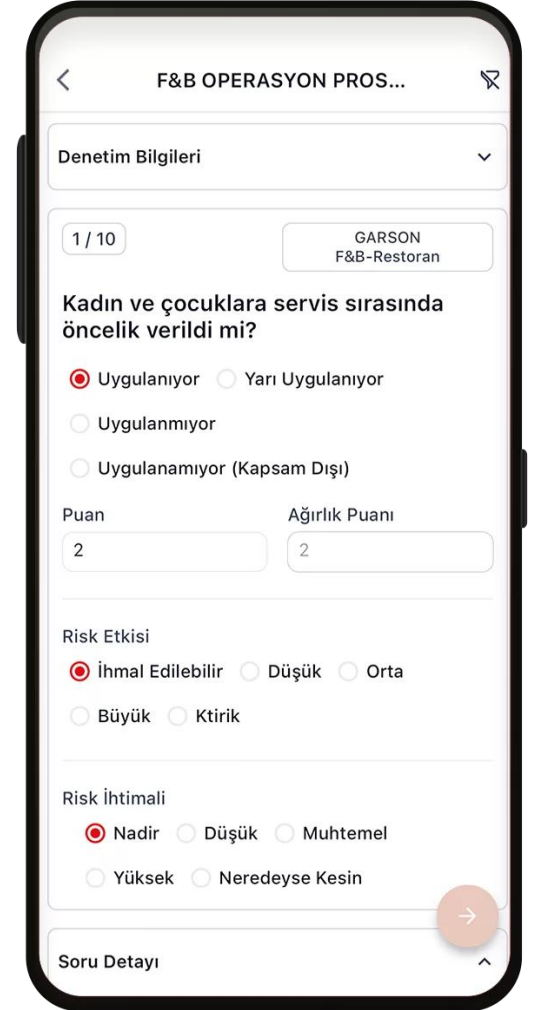 F&B OPERASYON PROS...
Denetim Bilgileri
1 / 10
GARSON
F&B-Restoran
Kadın ve çocuklara servis sırasında
öncelik verildi mi?
Uygulanıyor Yarı Uygulanıyor
Uygulanmıyor
Uygulanamıyor (Kapsam Dışı)
Puan Ağırlık Puanı
2 2
Risk Etkisi
İhmal Edilebilir Düşük Orta
Büyük Ktirik
Risk İhtimali
Nadir Düşük Muhtemel
Yüksek Neredeyse Kesin
Soru Detayı